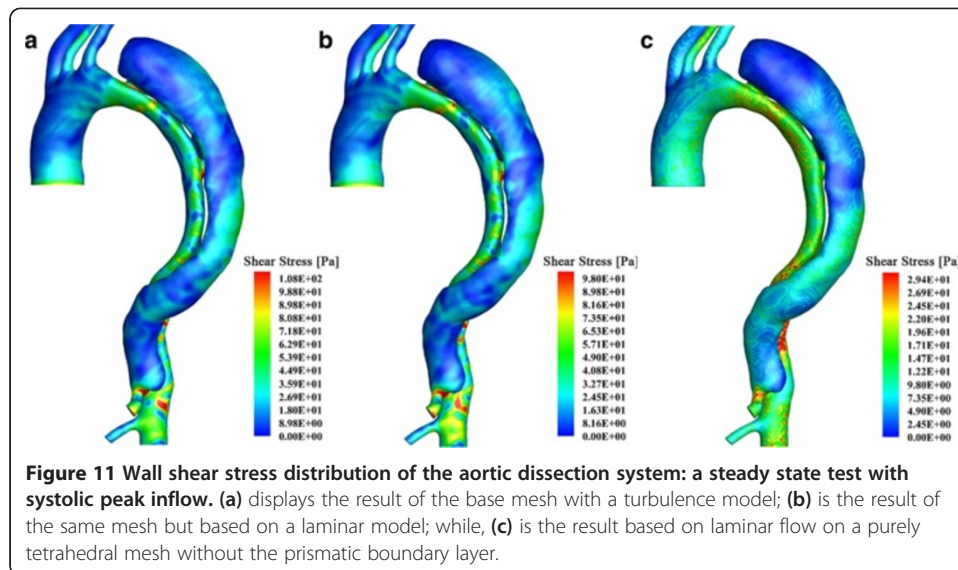 a
b
c
Shear Stress [Pa]
1.08E+02
9.88E+01
8.98E+01
8.08E+01
7.18E+01
6.29E+01
5.39E+01
4.49E+01
3.59E+01
2.69E+01
1.80E+01
8.98E+00
0.00E+00
Shear Stress [Pa]
9.80E+01
8.98E+01
8.16E+01
7.35E+01
6.53E+01
5.71E+01
4.90E+01
4.08E+01
3.27E+01
2.45E+01
1.63E+01
8.16E+00
0.00E+00
Shear Stress [Pa]
2.94E+01
2.69E+01
2.45E+01
2.20E+01
1.96E+01
1.71E+01
1.47E+01
1.22E+01
9.80E+00
7.35E+00
4.90E+00
2.45E+00
0.00E+00
Figure 11 Wall shear stress distribution of the aortic dissection system: a steady state test with
systolic peak inflow. (a) displays the result of the base mesh with a turbulence model; (b) is the result of
the same mesh but based on a laminar model; while, (c) is the result based on laminar flow on a purely
tetrahedral mesh without the prismatic boundary layer.